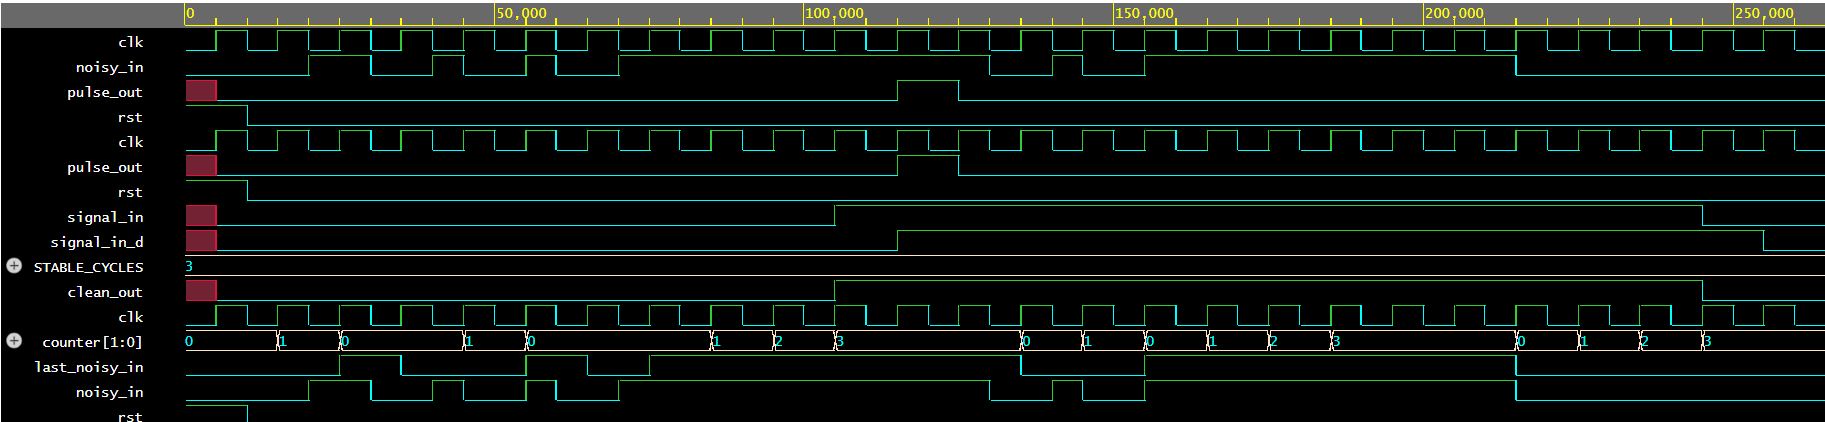 0 50,000 100,000 150,000 200,000 250,000
clk
noisy_in
pulse_out
rst
clk
pulse_out
rst
signal_in
signal_in_d
STABLE_CYCLES 3
clean_out
clk
counter[1:0] 0 1 0 1 0 1 2 3 0 1 0 1 2 3 0 1 2 3
last_noisy_in
noisy_in
rst